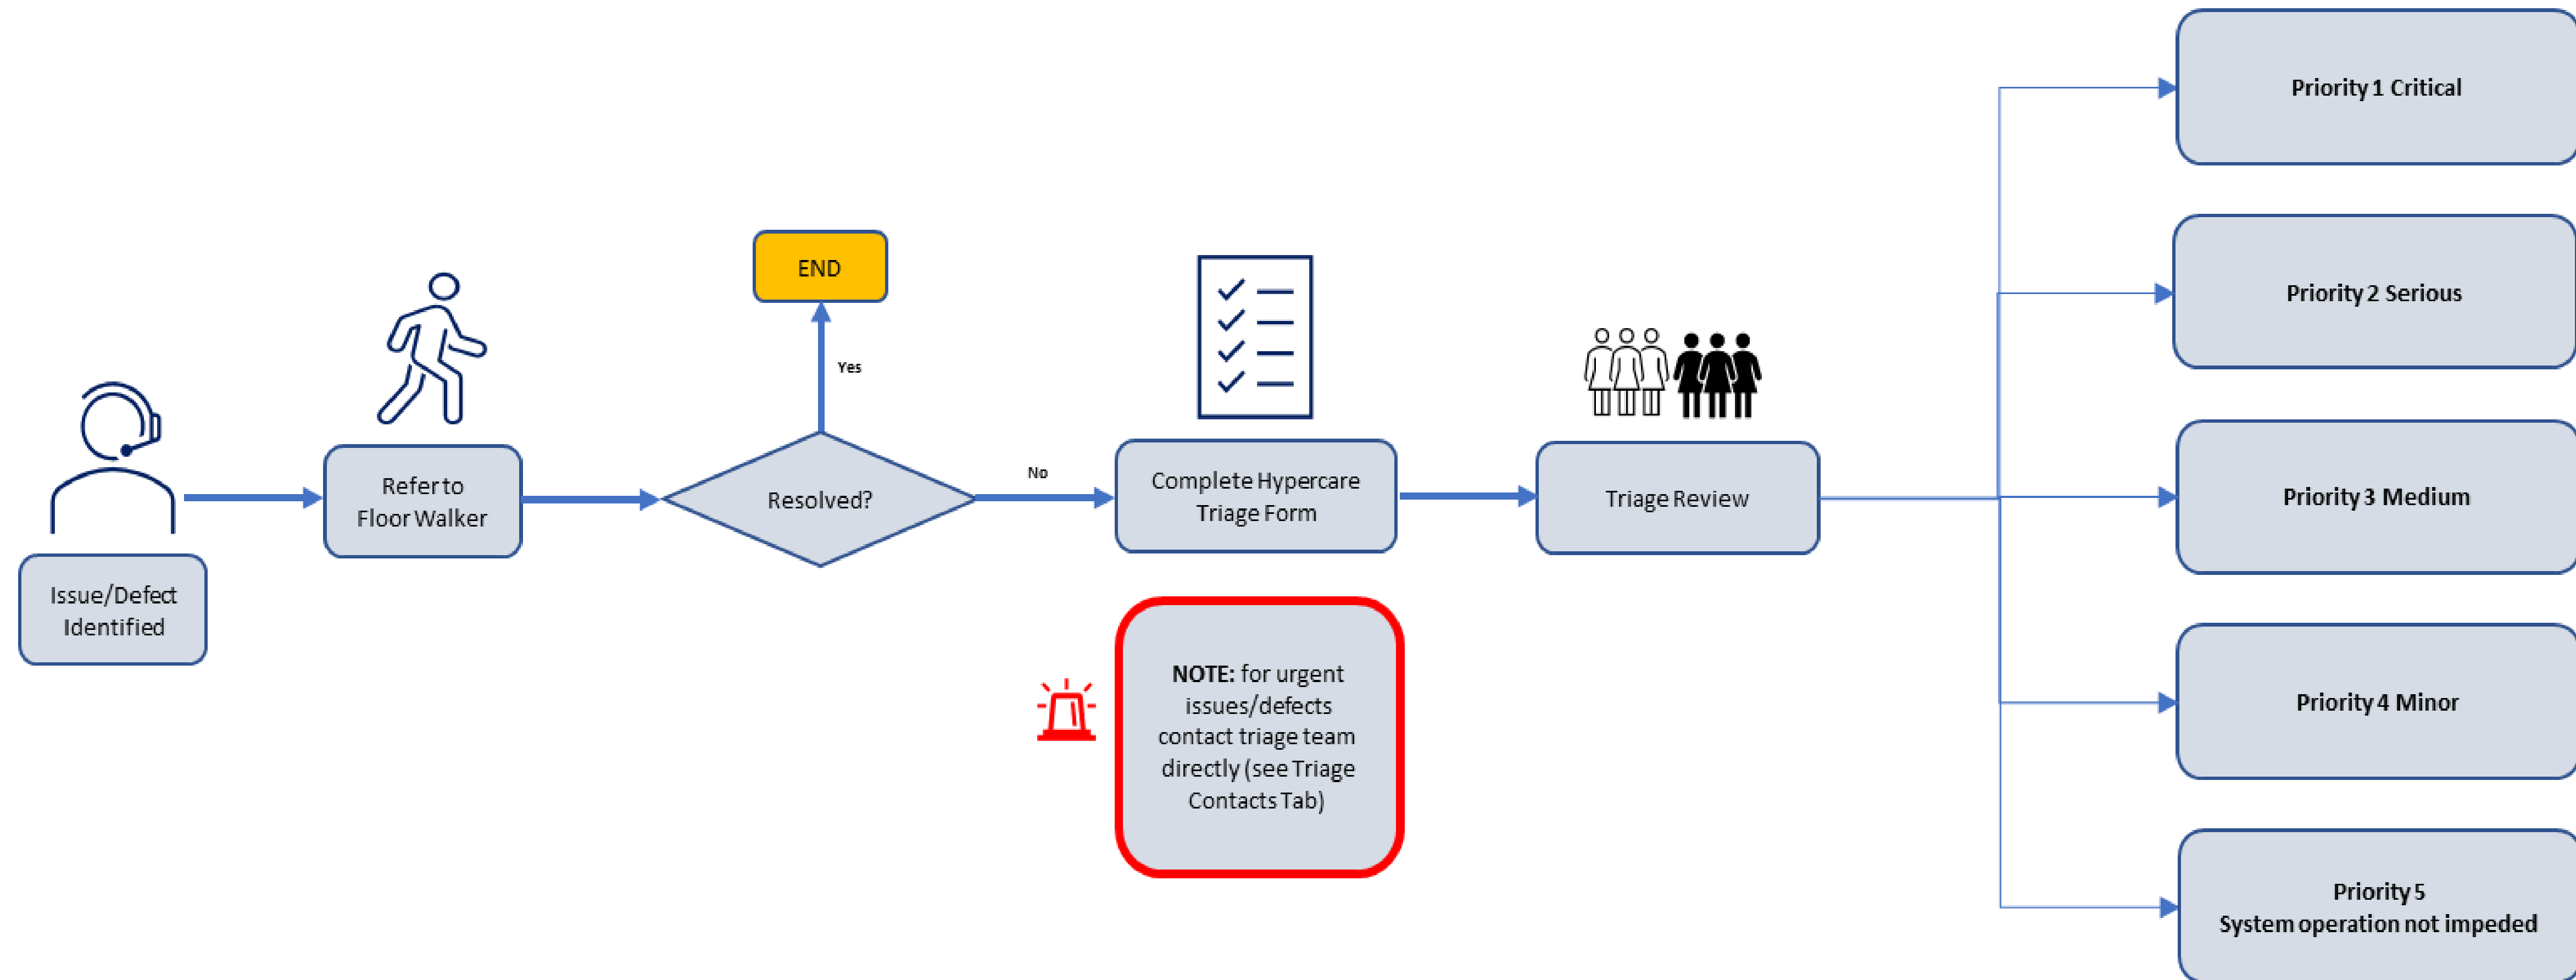 Issue/Defect
Identified
Refer to
Floor Walker
END
Yes
Resolved?
No
Complete Hypercare
Triage Form
NOTE: for urgent
issues/defects
contact triage team
directly (see Triage
Contacts Tab)
Triage Review
Priority 1 Critical
Priority 2 Serious
Priority 3 Medium
Priority 4 Minor
Priority 5
System operation not impeded